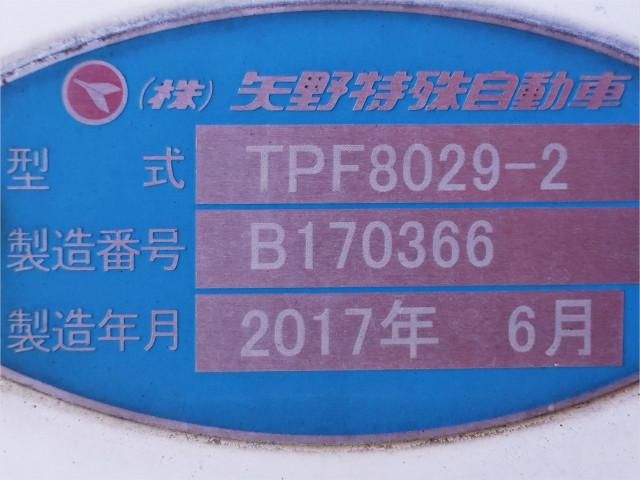 (株) 矢野特殊自動車
型 式 TPF8029-2
製造番号 B170366
製造年月 2017年 6月